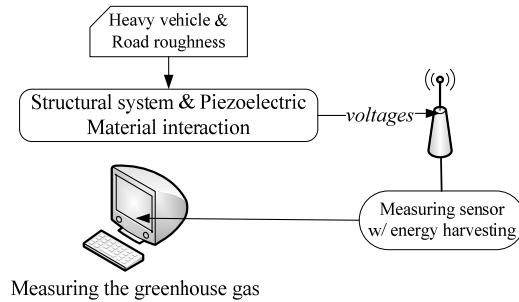 Heavy vehicle &
Road roughness
Structural system & Piezoelectric
Material interaction
voltages
Measuring sensor
w/ energy harvesting
Measuring the greenhouse gas